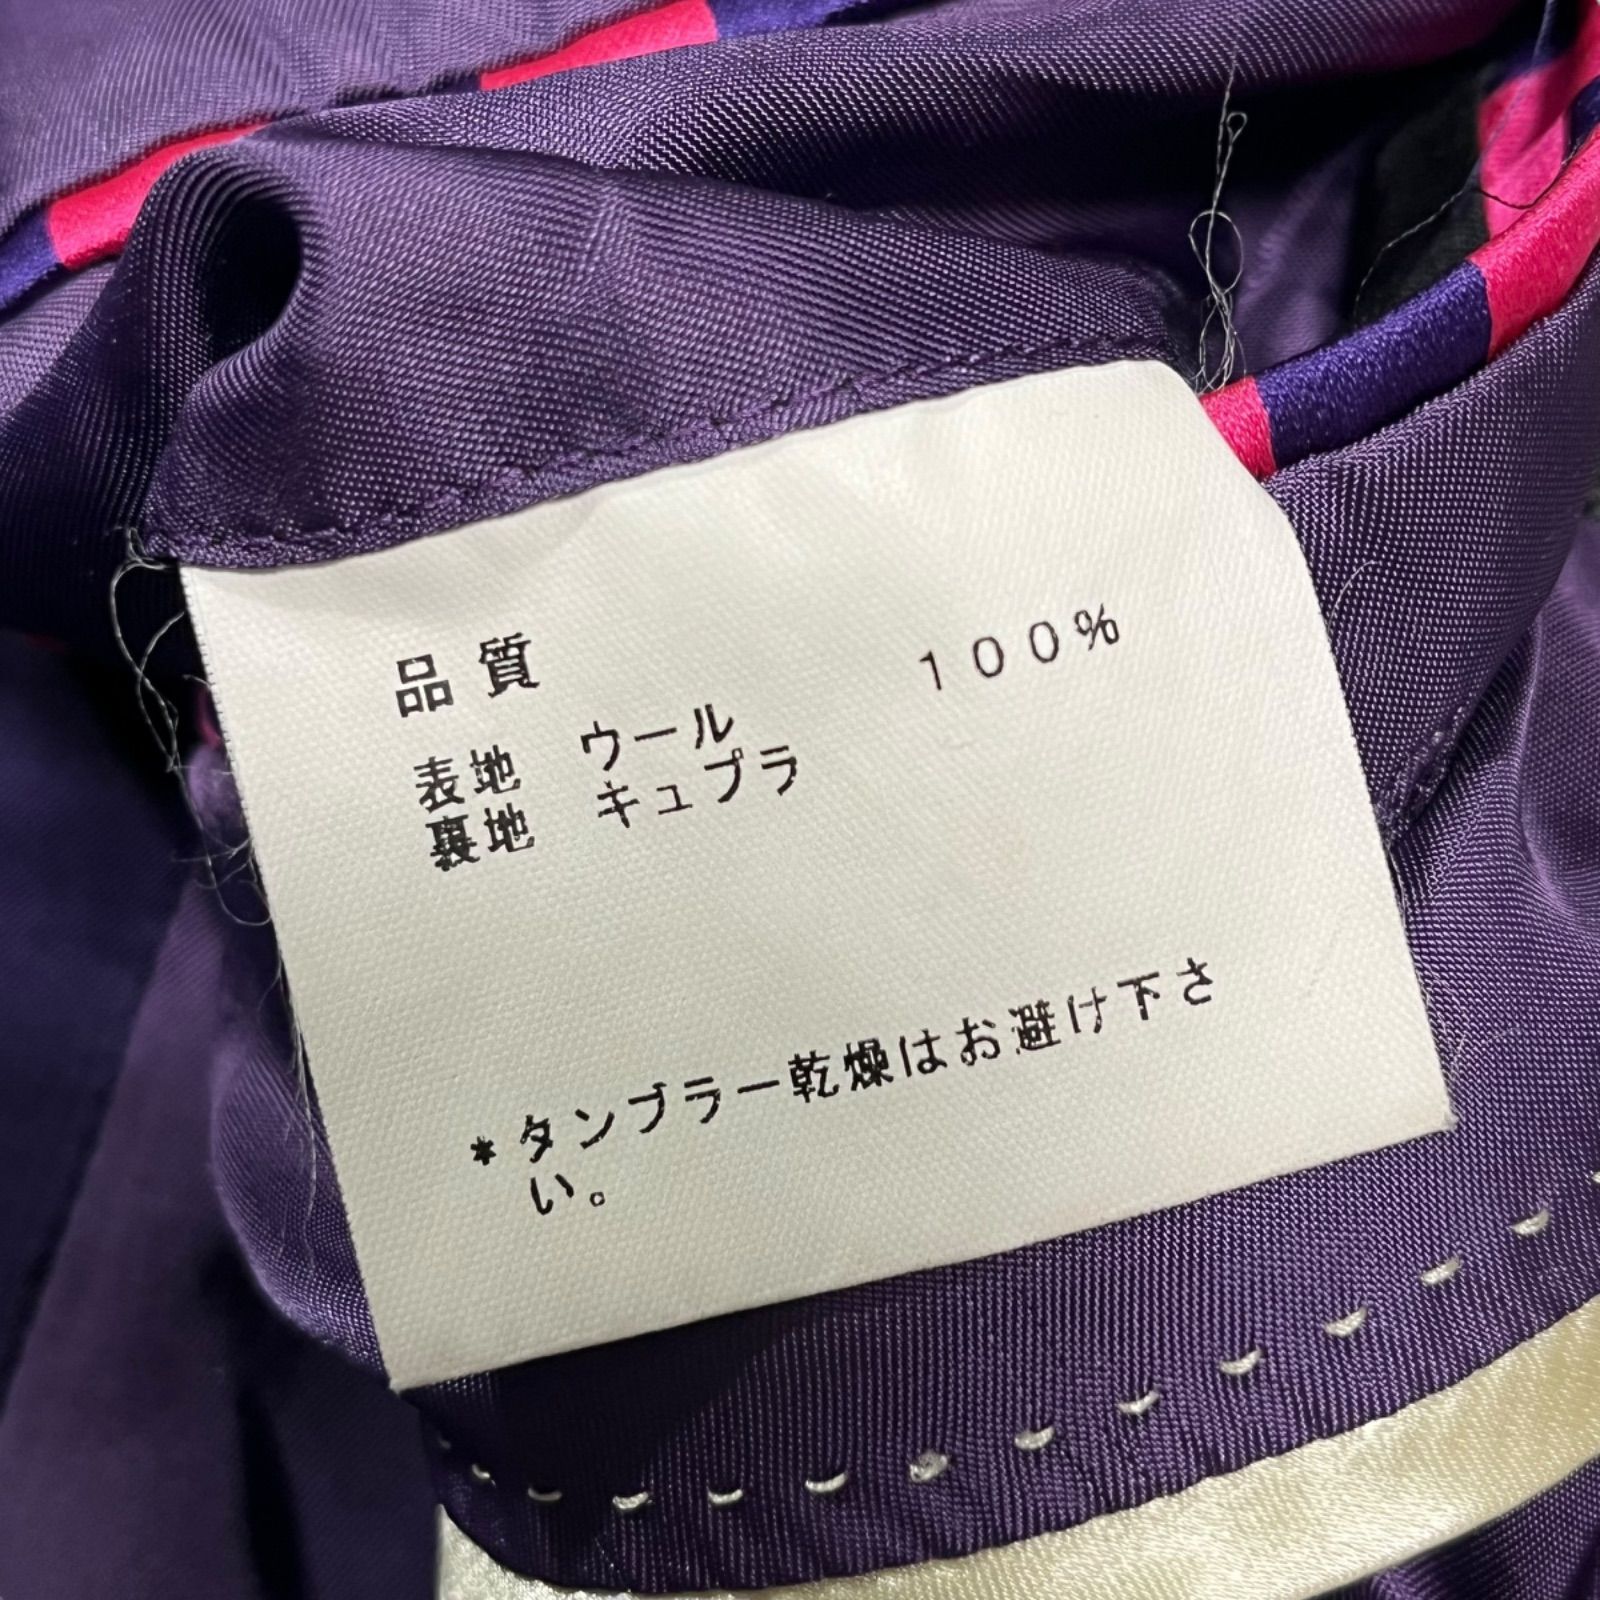 品質
表地 ウール 100%
裏地 キュプラ
*タンブラー乾燥はお避け下さ
い。